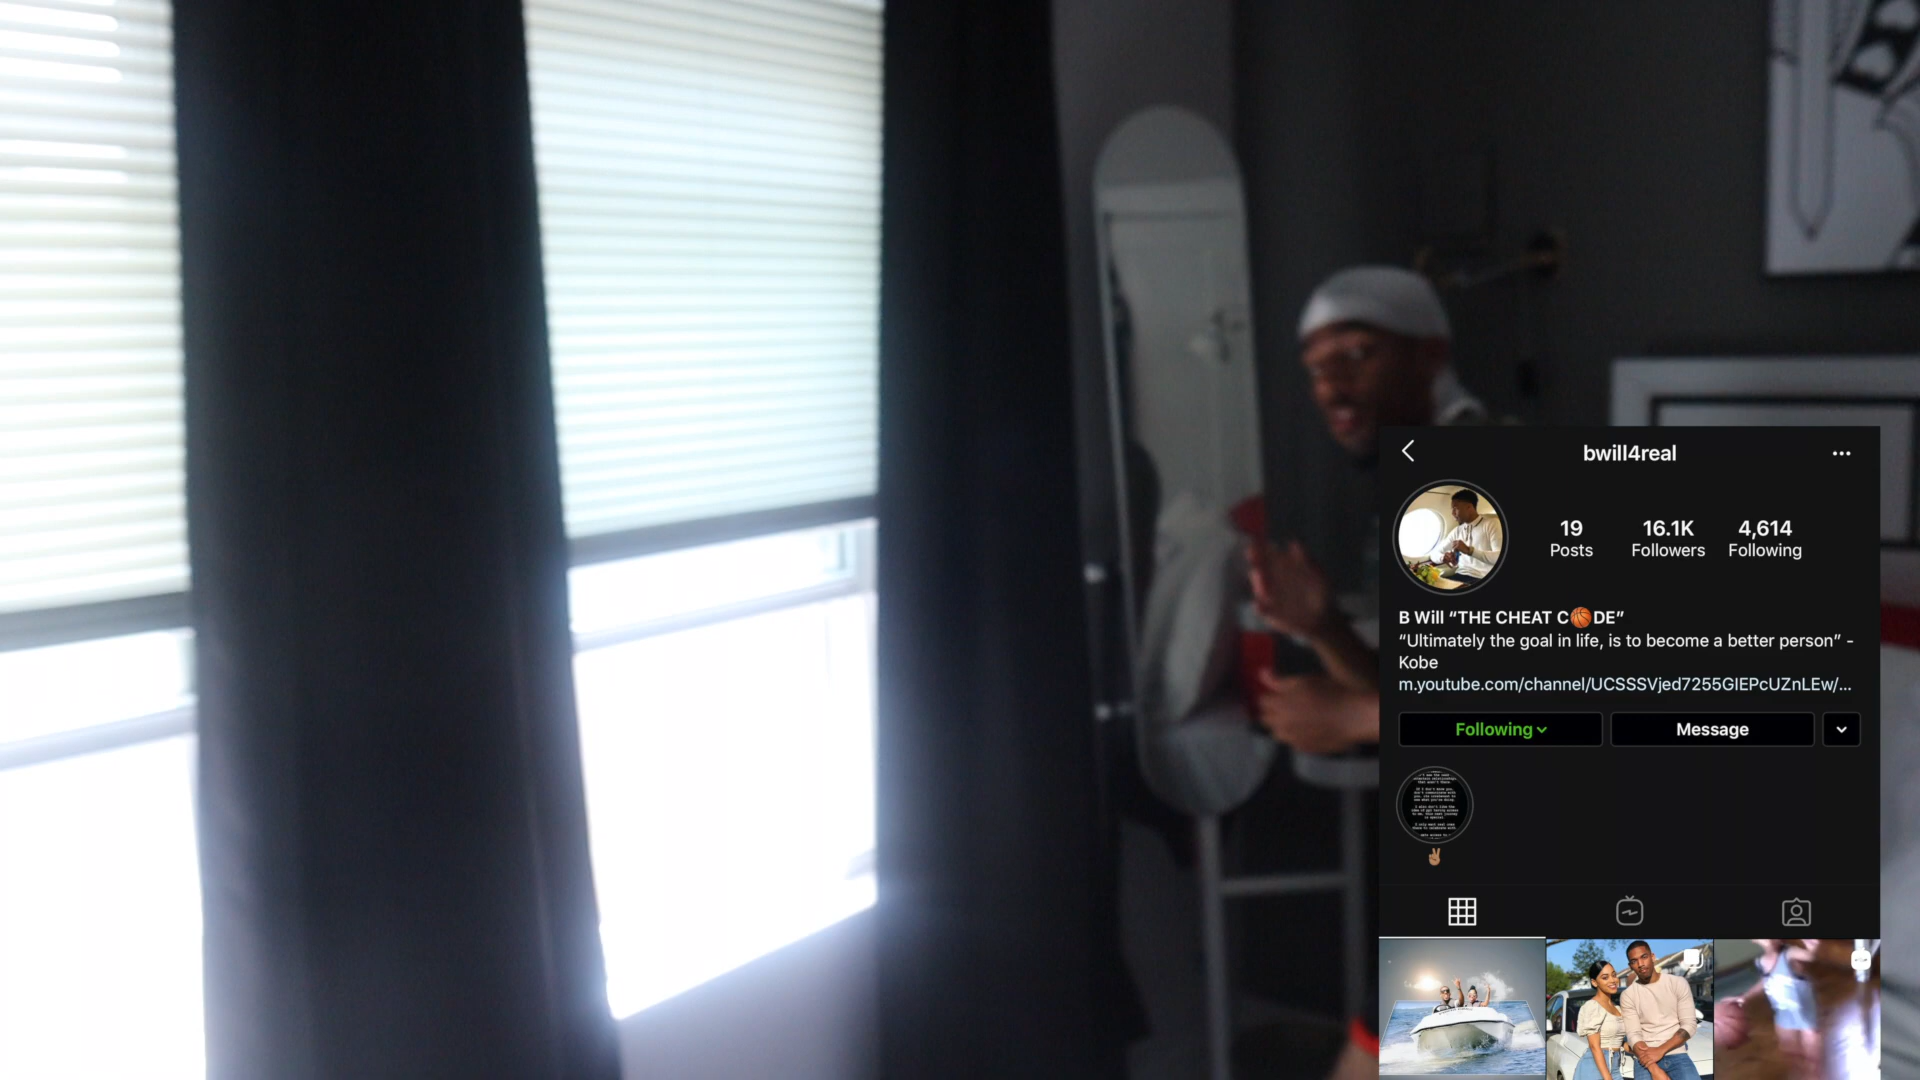 bwill4real
19
16.1K
4,614
Posts
Followers
Following
B Will “THE CHEAT C🏀DE”
“Ultimately the goal in life, is to become a better person” -
Kobe
m.youtube.com/channel/UCSSSVjed7255GIEPcUZnLEw/...
Following
Message